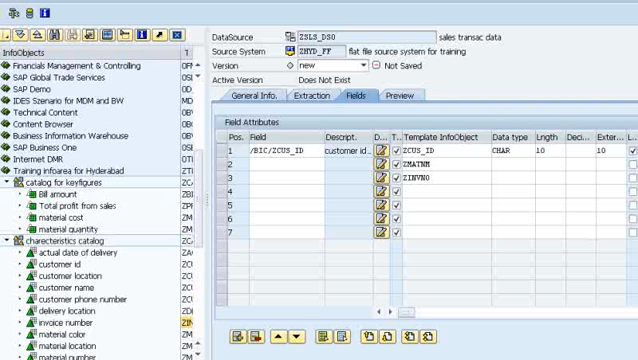 DataSource
ZSLS_DS0
sales transac data
Source System
ZHYD_FF
flat file source system for training
Version
new
Not Saved
Active Version
Does Not Exist
General Info.
Extraction
Fields
Preview
InfoObjects
Financials Management & Controlling
SAP Global Trade Services
SAP Demo
IDES Szenario for MDM and BW
Technical Content
Content Browser
Business Information Warehouse
SAP Business One
Internet DMR
Training infoarea for Hyderabad
catalog for keyfigures
Bill amount
Total profit from sales
material cost
material quantity
charecteristics catalog
actual date of delivery
customer id
customer location
customer name
customer phone number
delivery location
invoice number
material color
material location
material number
Field Attributes
Pos.
Field
Descript.
D...
T...
Template InfoObject
Data type
Lngth
Deci...
Exter...
L
1
/BIC/ZCUS_ID
customer id...
ZCUS_ID
CHAR
10
10
2
ZMATNM
3
ZINVNO
4
5
6
7